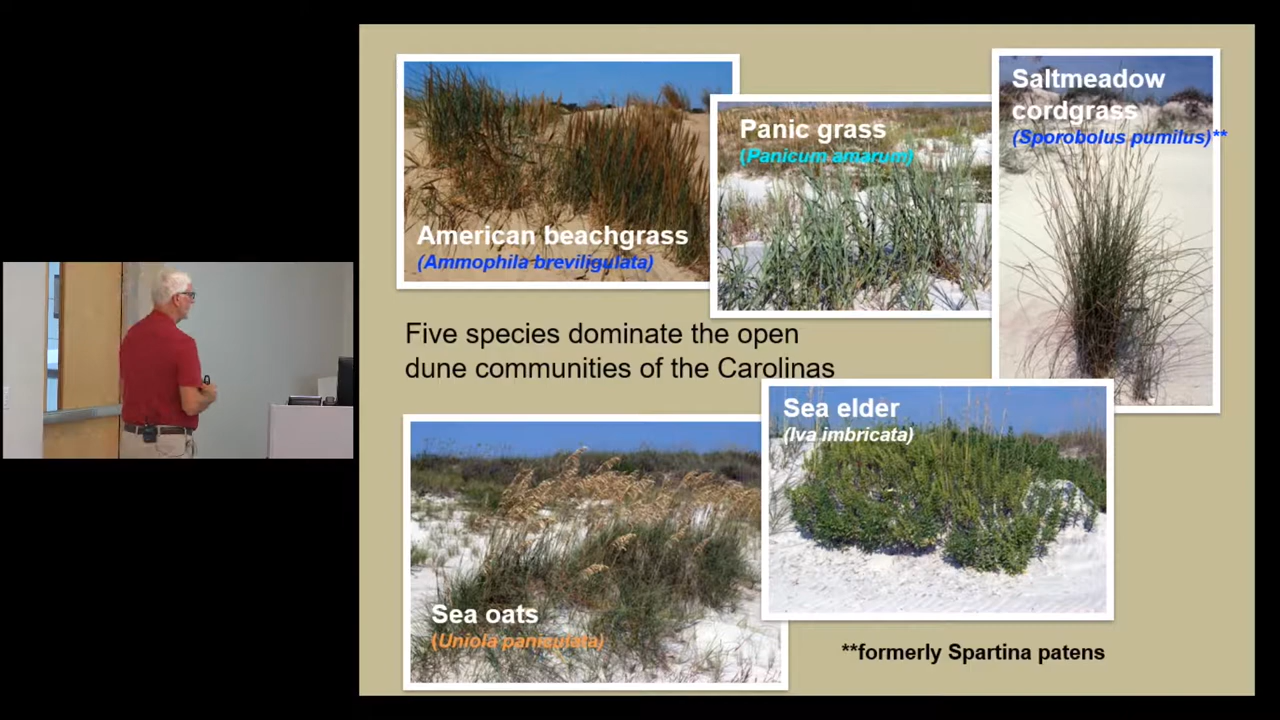 American beachgrass
(Ammophila breviligulata)
Panic grass
(Panicum amarum)
Saltmeadow
cordgrass
(Sporobolus pumilus)**
Five species dominate the open
dune communities of the Carolinas
Sea oats
(Uniola paniculata)
Sea elder
(Iva imbricata)
**formerly Spartina patens